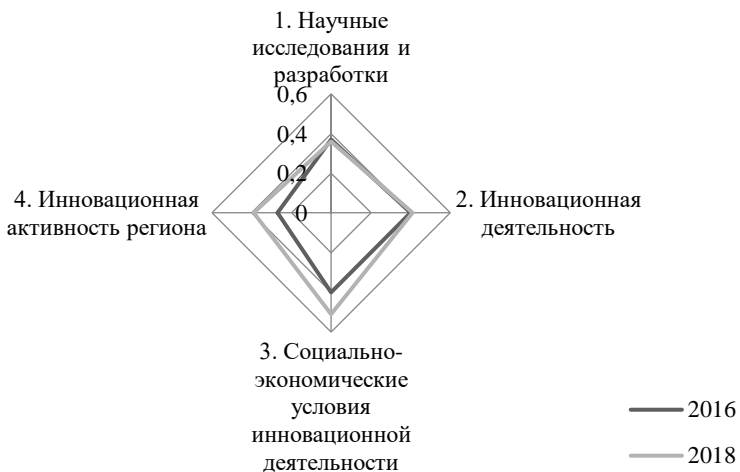 1. Научные
исследования и
разработки
0,6
0,4
0,2
0
4. Инновационная
активность региона
2. Инновационная
деятельность
3. Социально-
экономические
условия
инновационной
деятельности
2016
2018